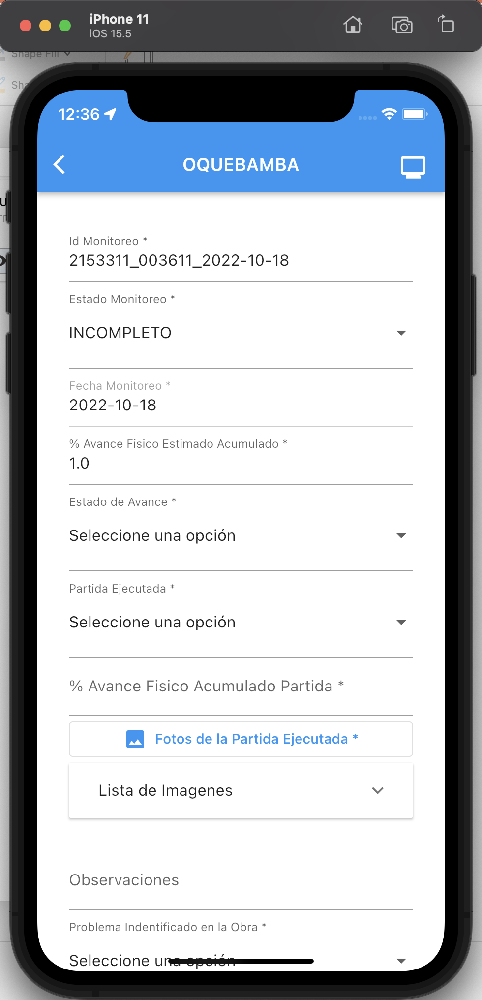 iPhone 11
iOS 15.5
Shape Fill
12:36
OQUEBAMBA
Id Monitoreo *
2153311_003611_2022-10-18
Estado Monitoreo *
INCOMPLETO
Fecha Monitoreo *
2022-10-18
% Avance Fisico Estimado Acumulado *
1.0
Estado de Avance *
Seleccione una opción
Partida Ejecutada *
Seleccione una opción
% Avance Fisico Acumulado Partida *
Fotos de la Partida Ejecutada *
Lista de Imagenes
Observaciones
Problema Indentificado en la Obra *
Seleccione una opción